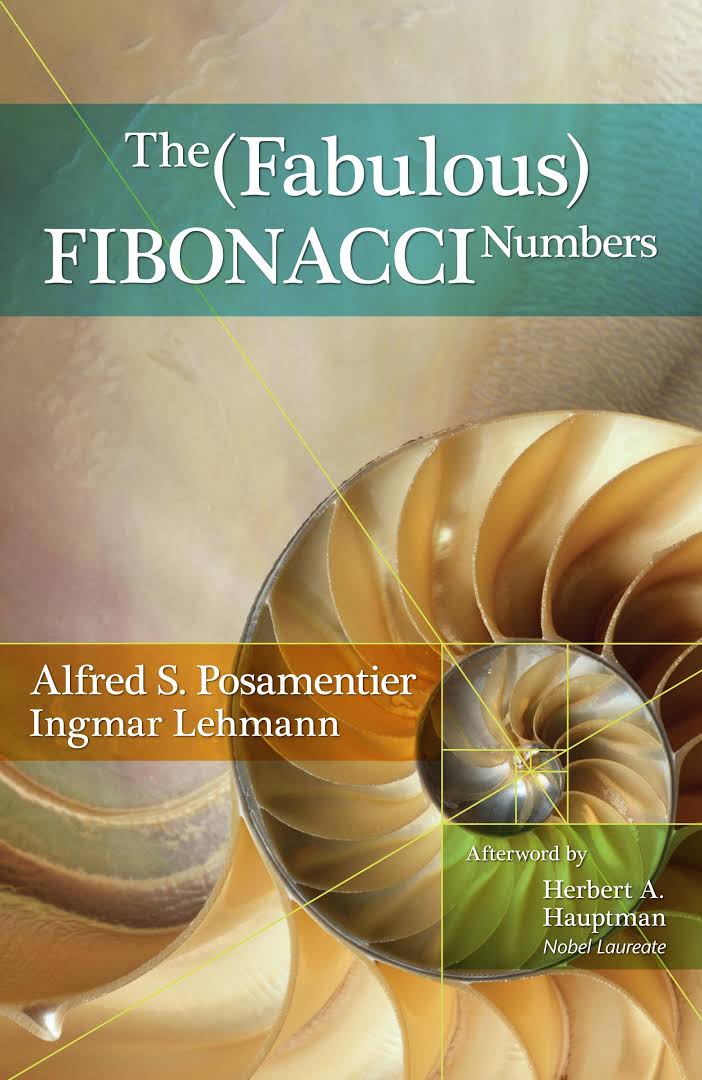 The (Fabulous)
FIBONACCI Numbers
Alfred S. Posamentier
Ingmar Lehmann
Afterword by
Herbert A.
Hauptman
Nobel Laureate